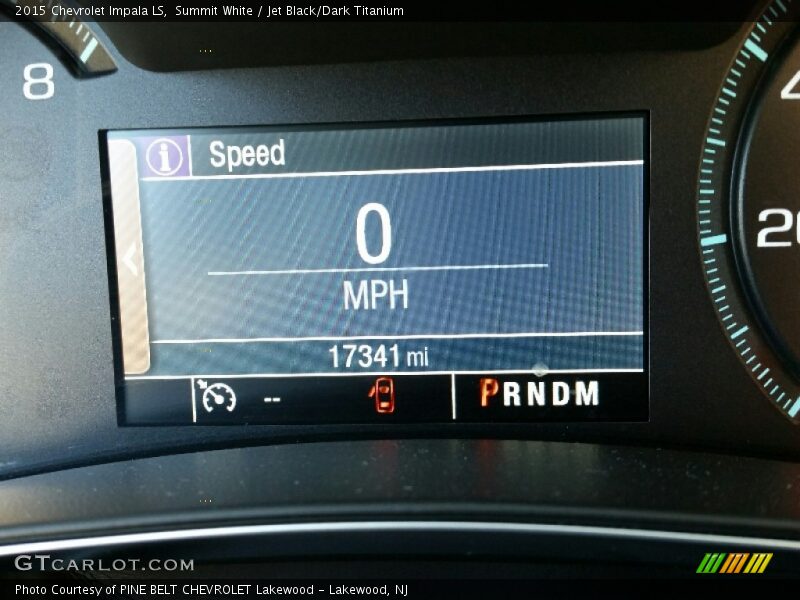 2015 Chevrolet Impala LS,  Summit White / Jet Black/Dark Titanium
8
i Speed
0
MPH
20
17341 mi
-- PRNDM
GTCARLOT.COM
Photo Courtesy of PINE BELT CHEVROLET Lakewood - Lakewood, NJ